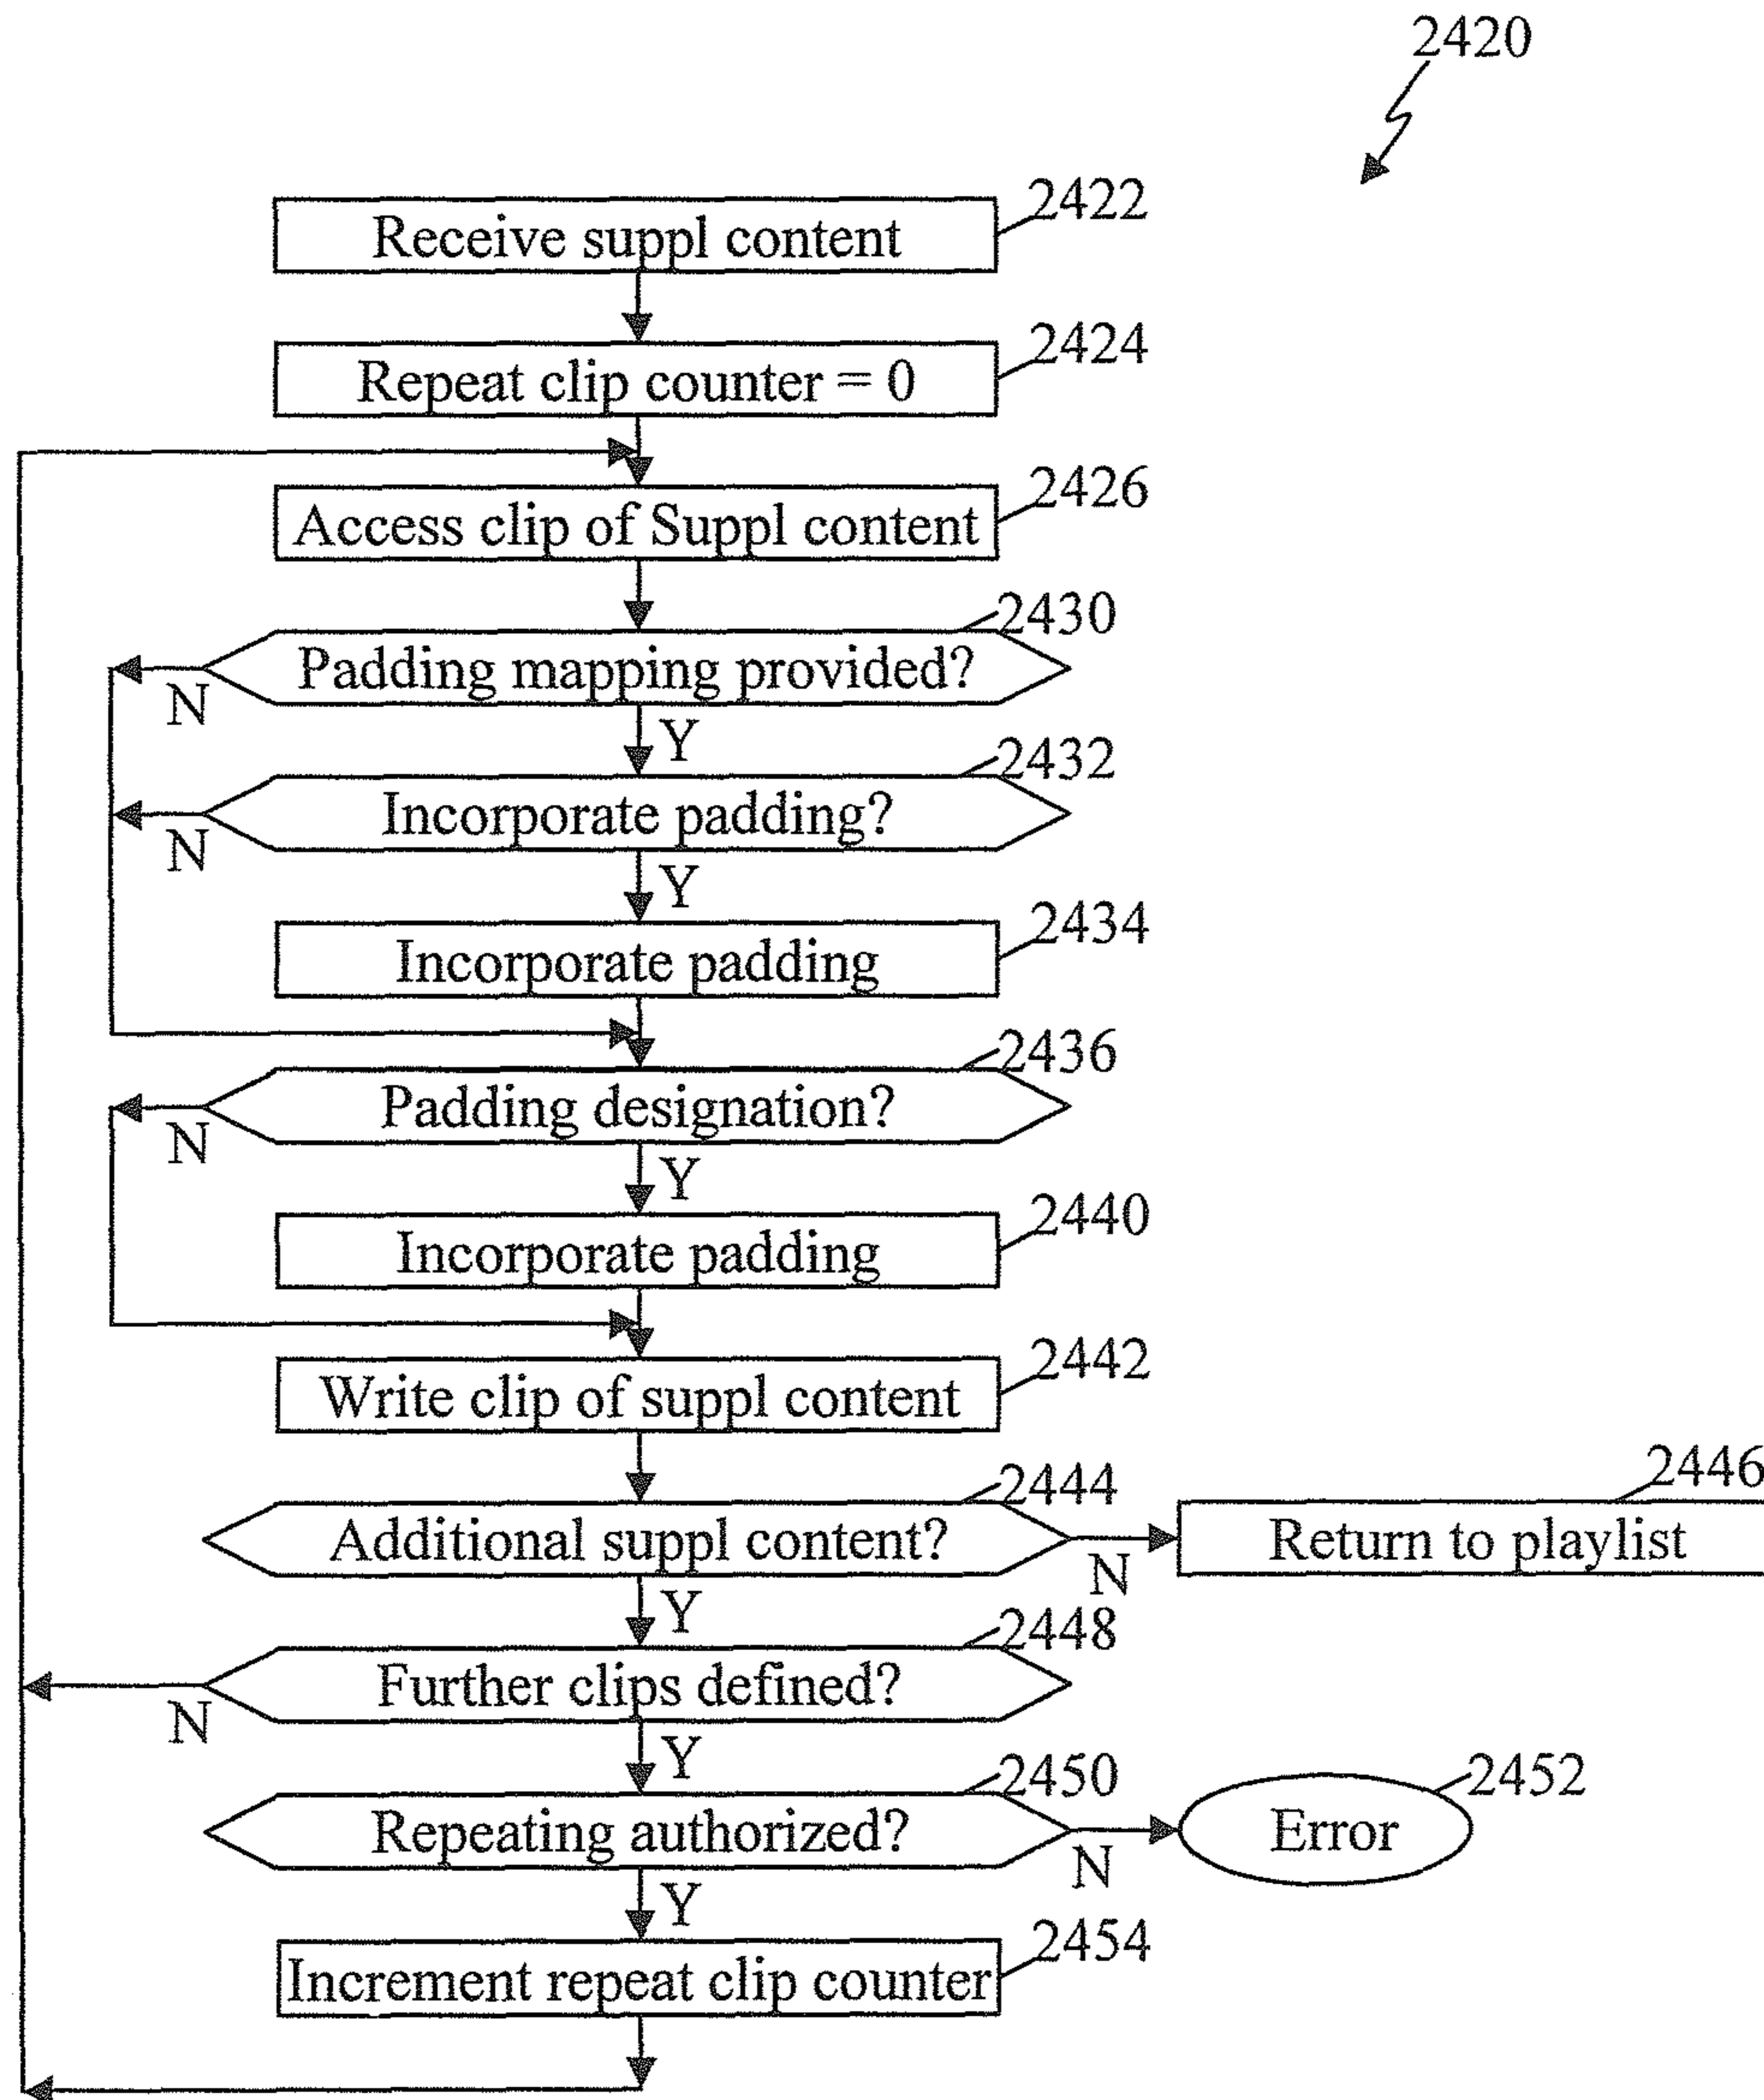 2420
2422
Receive suppl content
2424
Repeat clip counter = 0
2426
Access clip of Suppl content
2430
Padding mapping provided?
N
Y
2432
Incorporate padding?
N
Y
2434
Incorporate padding
2436
Padding designation?
N
Y
2440
Incorporate padding
2442
Write clip of suppl content
2444
2446
Additional suppl content?
Return to playlist
N
Y
2448
Further clips defined?
N
Y
2450
2452
Repeating authorized?
Error
N
Y
2454
Increment repeat clip counter